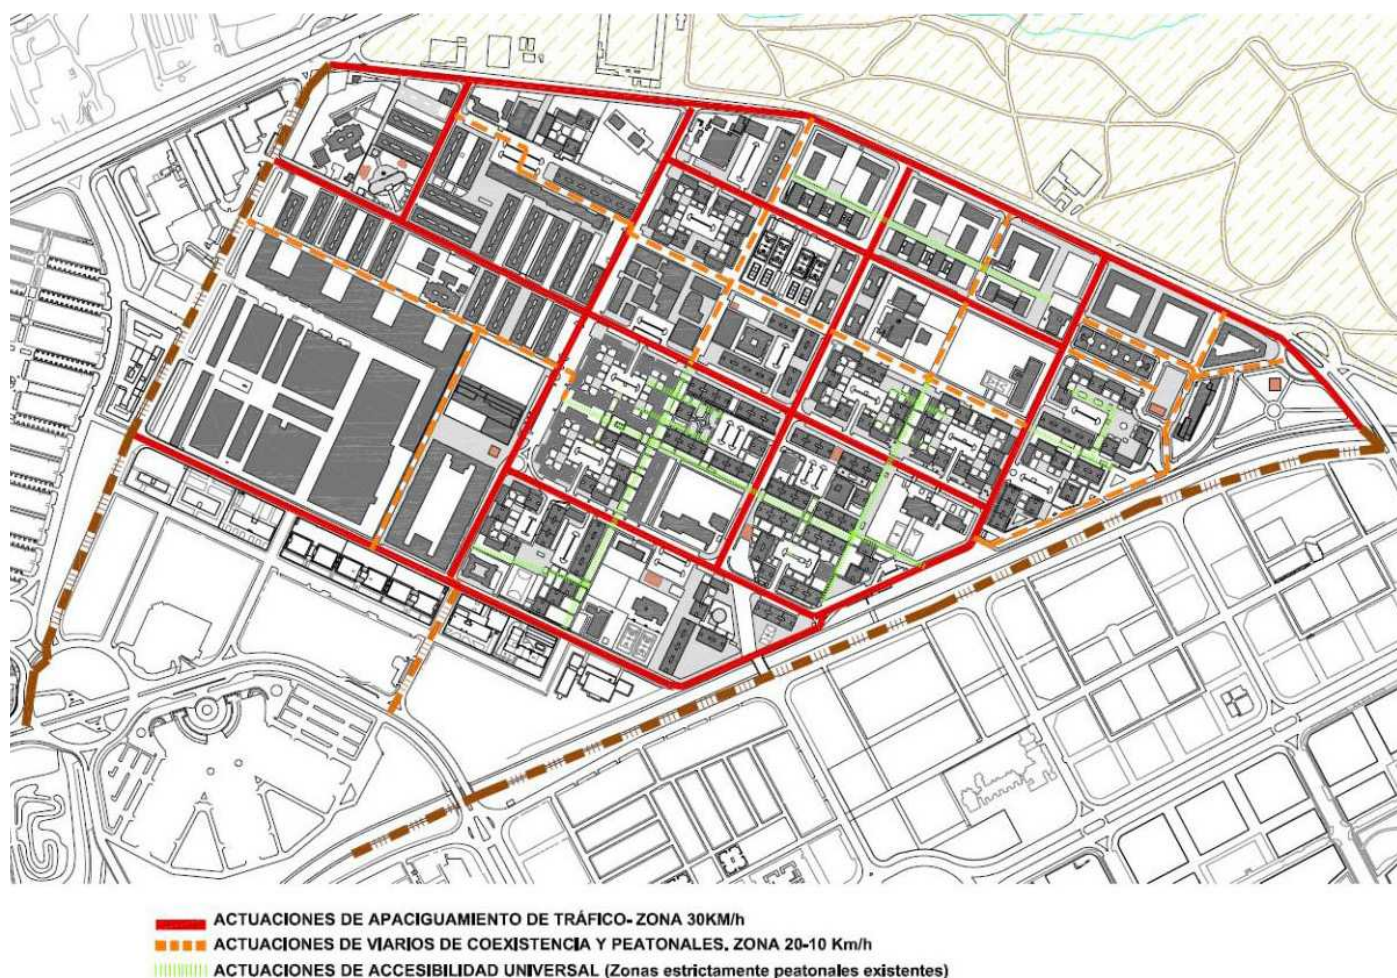 ACTUACIONES DE APACIGUAMIENTO DE TRÁFICO- ZONA 30KM/h
ACTUACIONES DE VIARIOS DE COEXISTENCIA Y PEATONALES. ZONA 20-10 Km/h
ACTUACIONES DE ACCESIBILIDAD UNIVERSAL (Zonas estrictamente peatonales existentes)